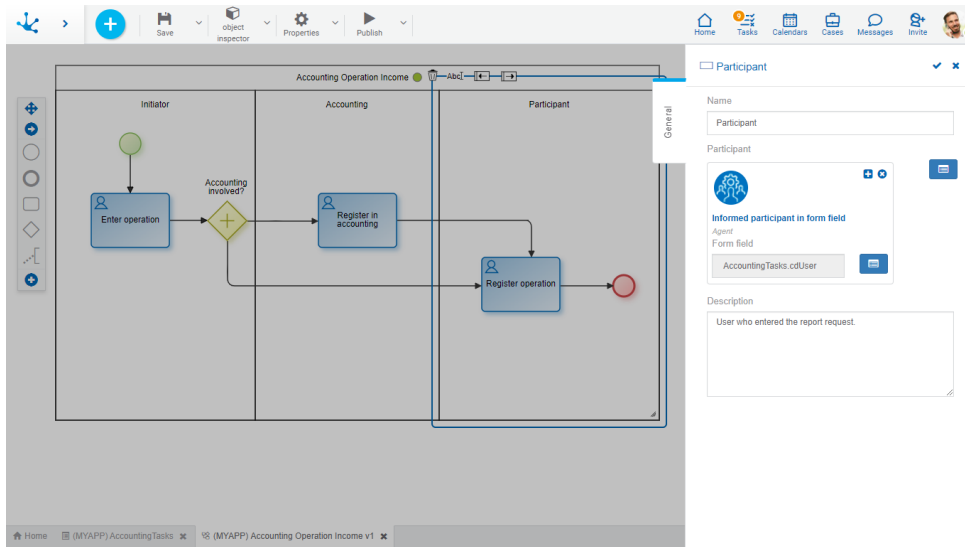 Save
object
inspector
Properties
Publish
Home
9
Tasks
Calendars
Cases
Messages
Invite
Accounting Operation Income
Abc
Initiator
Accounting
Participant
Accounting
involved?
Enter operation
Register in
accounting
Register operation
General
Participant
Name
Participant
Participant
Informed participant in form field
Agent
Form field
AccountingTasks.cdUser
Description
User who entered the report request.
Home
(MYAPP) AccountingTasks
(MYAPP) Accounting Operation Income v1